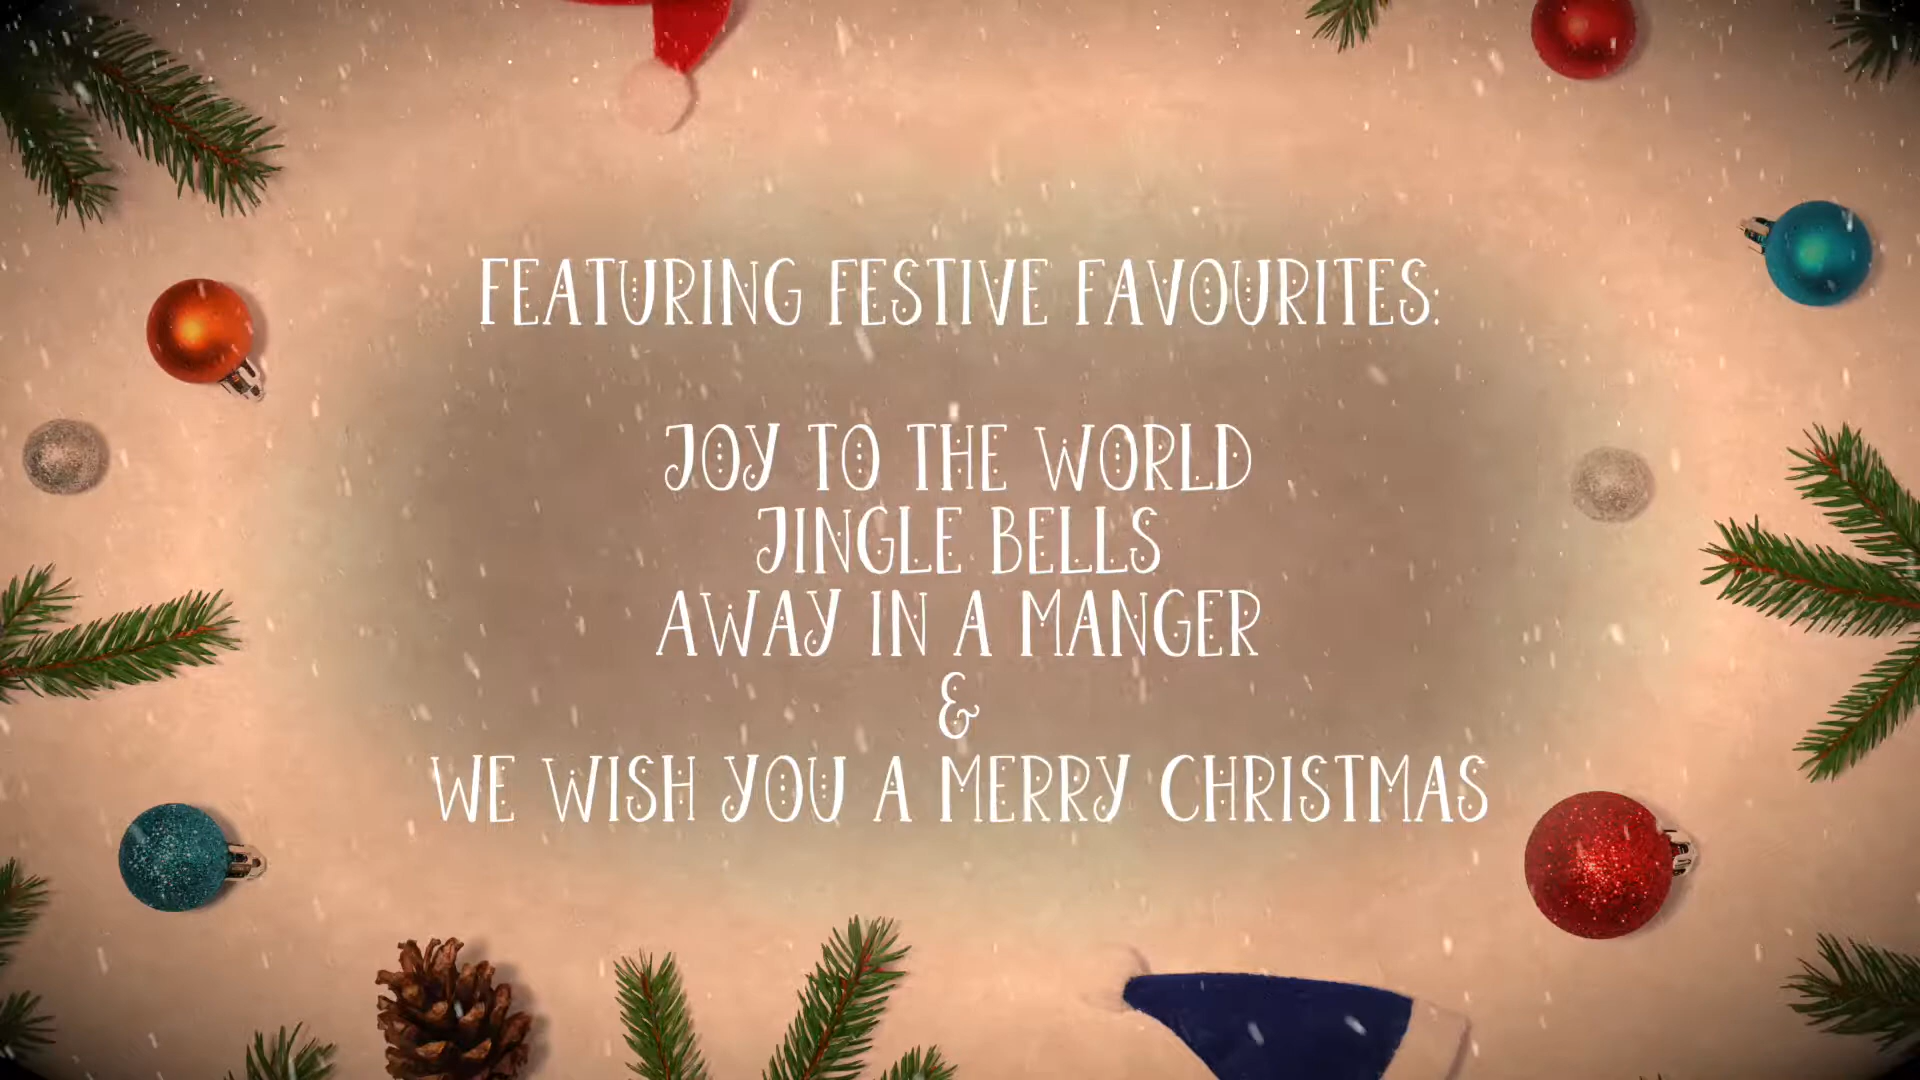 FEATURING FESTIVE FAVOURITES:
JOY TO THE WORLD
JINGLE BELLS
AWAY IN A MANGER
&
WE WISH YOU A MERRY CHRISTMAS